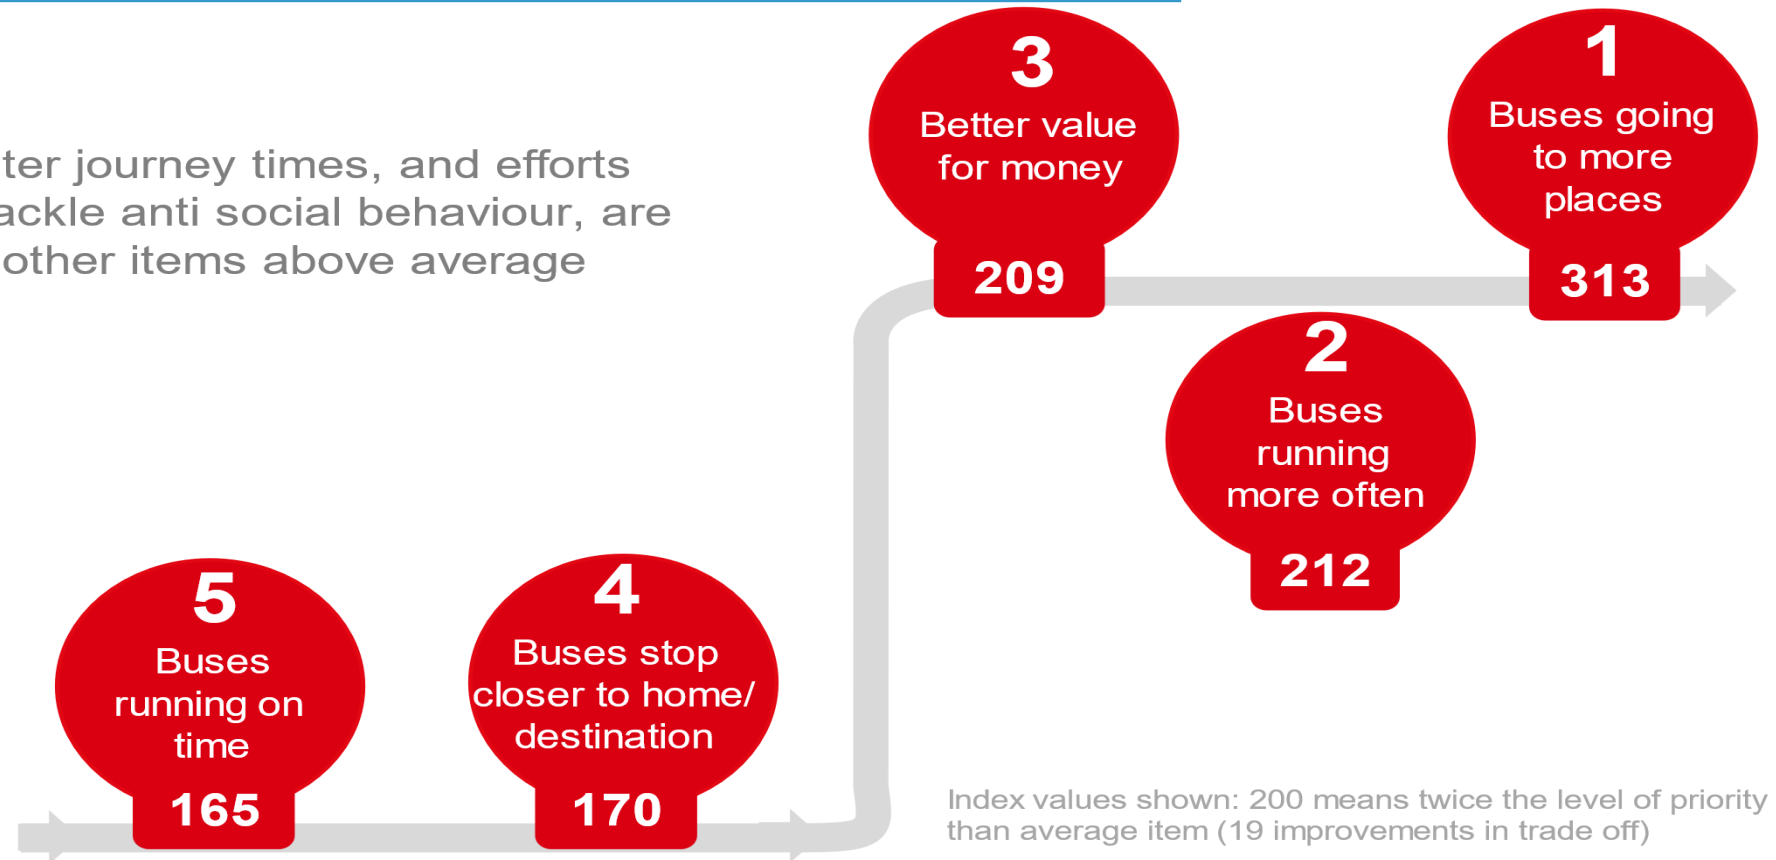 3
Better value
for money
209
1
Buses going
to more
places
313
ter journey times, and efforts
ackle anti social behaviour, are
other items above average
2
Buses
running
more often
212
5
Buses
running on
time
165
4
Buses stop
closer to home/
destination
170
Index values shown: 200 means twice the level of priority
than average item (19 improvements in trade off)